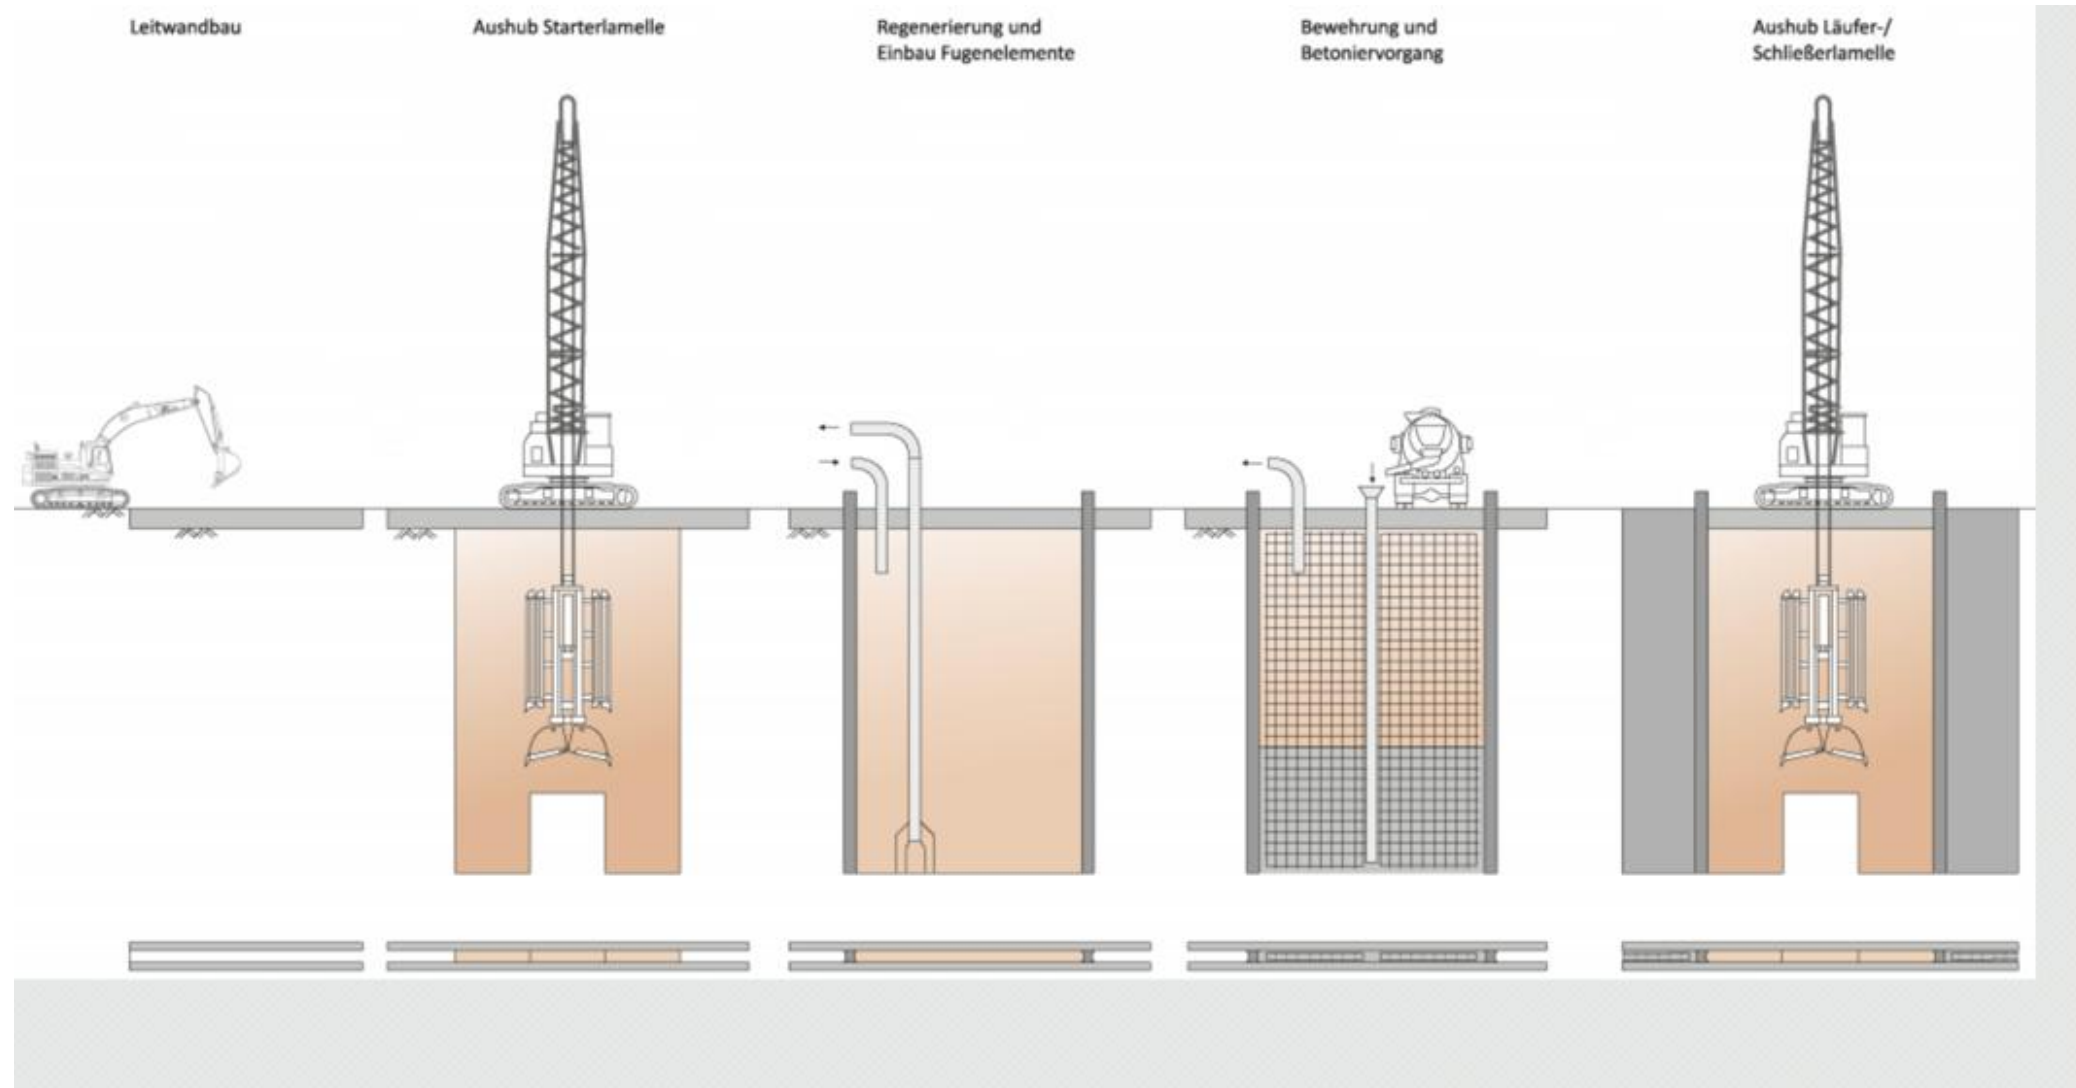 Leitwandbau
Aushub Starterlamelle
Regenerierung und
Einbau Fugenelemente
Bewehrung und
Betoniervorgang
Aushub Läufer-/
Schließerlamelle